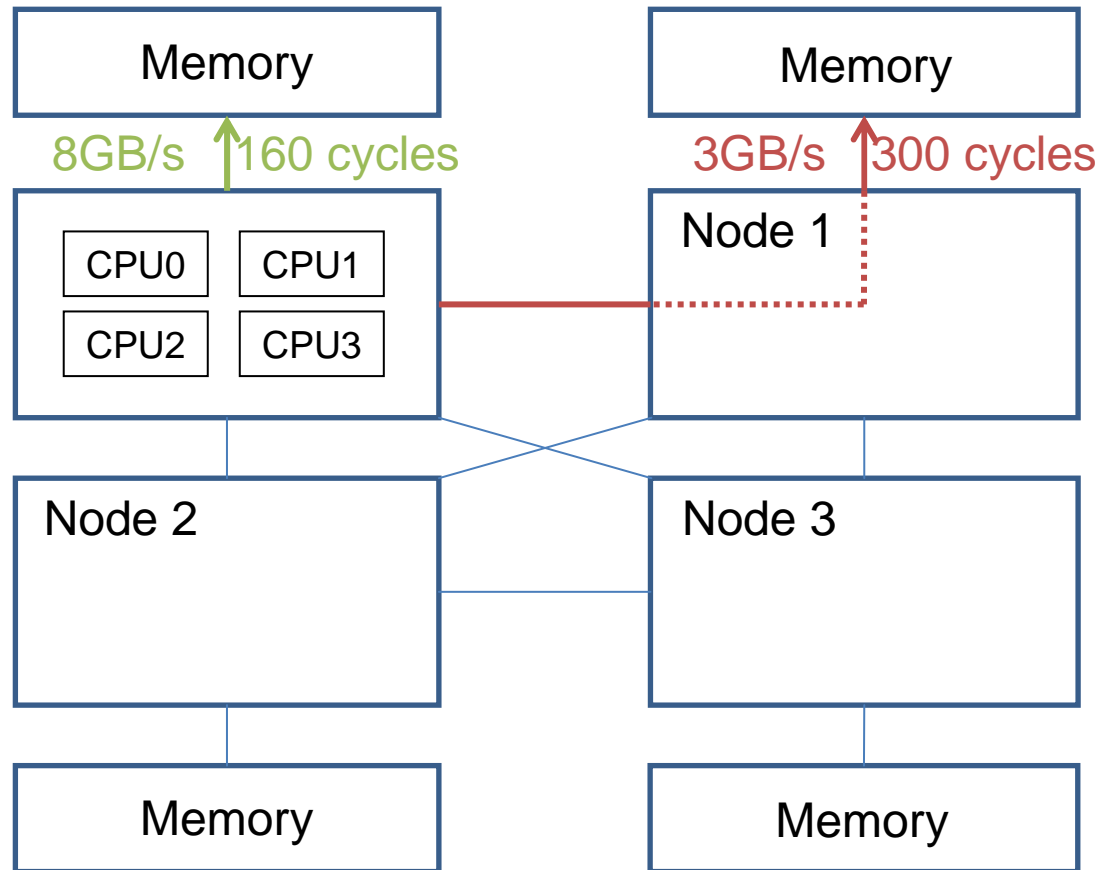 Memory
Memory
8GB/s 160 cycles
3GB/s 300 cycles
Node 1
CPU0 CPU1
CPU2 CPU3
Node 2
Node 3
Memory
Memory